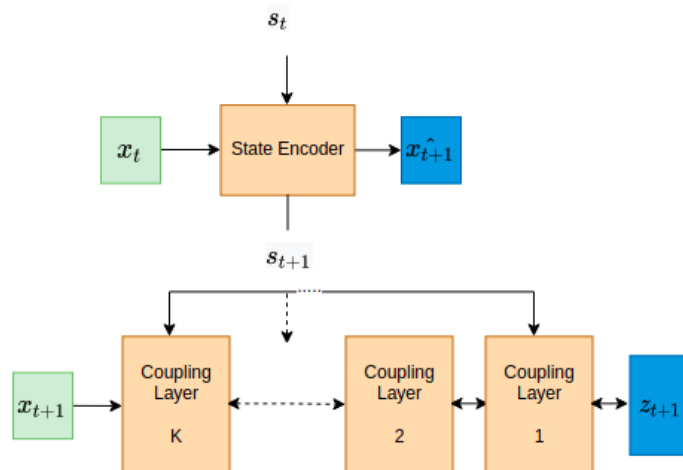 s_t
x_t
State Encoder
x̂_{t+1}
s_{t+1}
x_{t+1}
Coupling
Layer
K
Coupling
Layer
2
Coupling
Layer
1
z_{t+1}